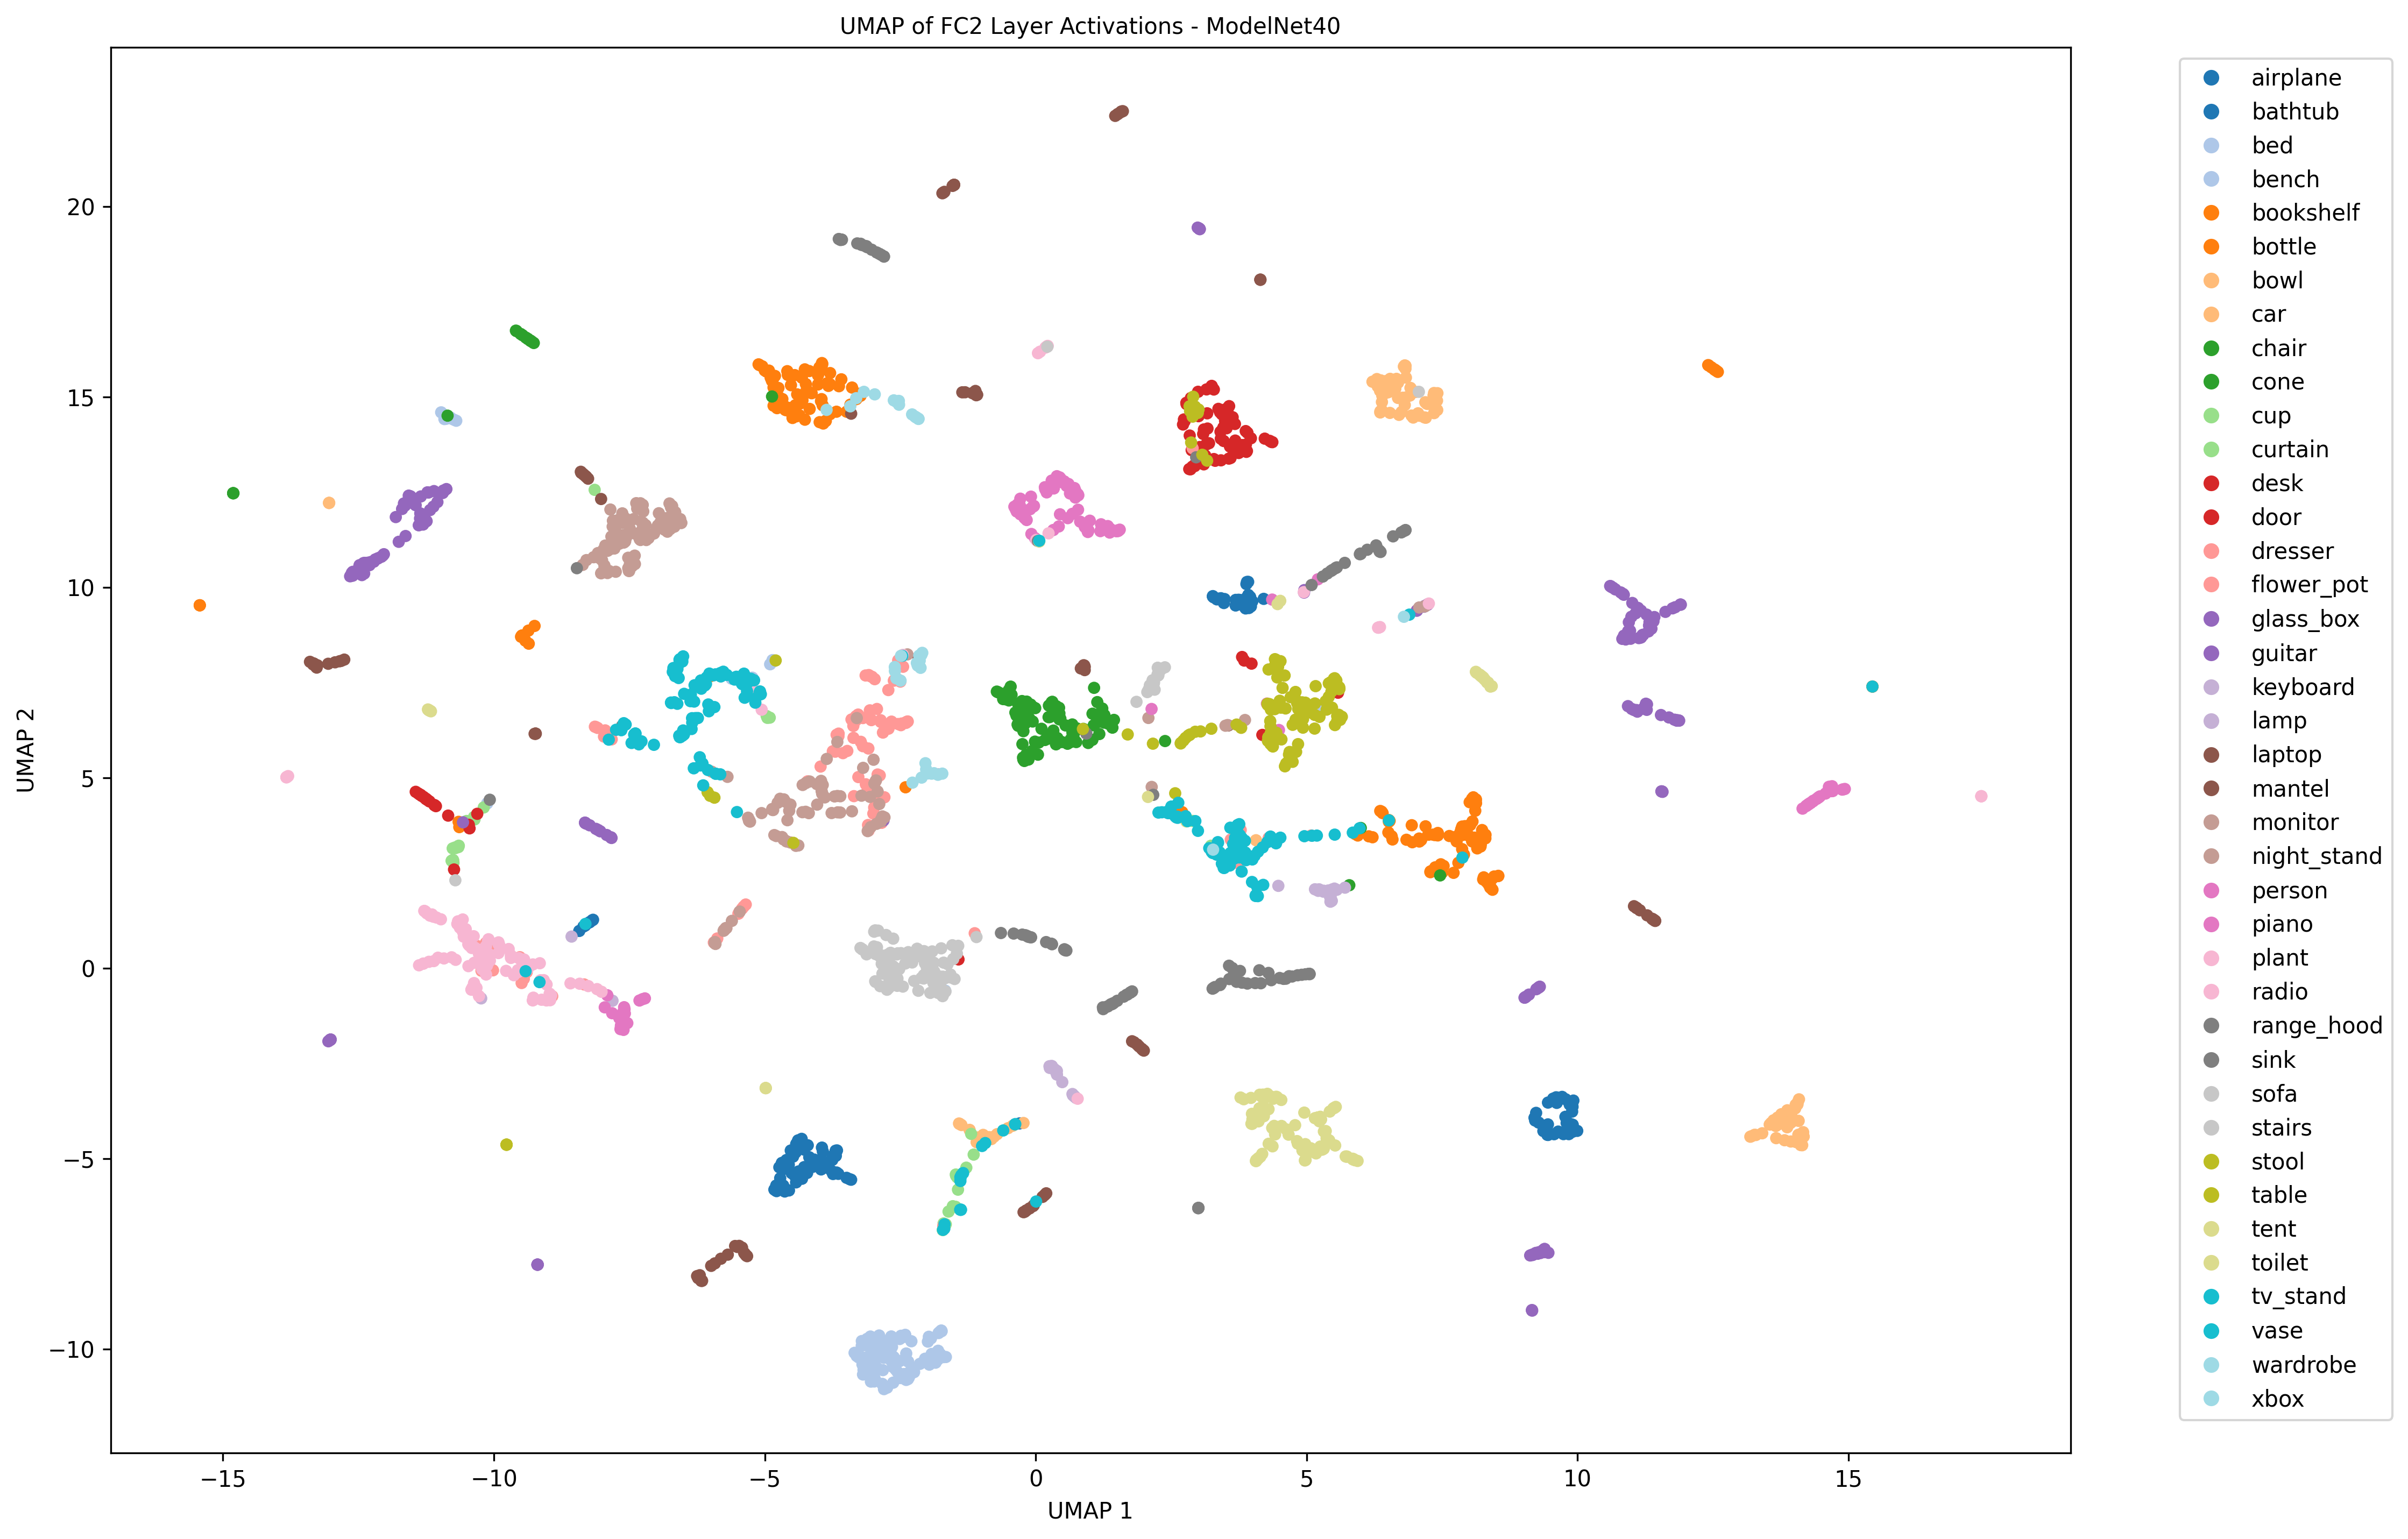 UMAP of FC2 Layer Activations - ModelNet40
UMAP 2
20
15
10
5
0
−5
−10
−15
−10
−5
0
5
10
15
UMAP 1
airplane
bathtub
bed
bench
bookshelf
bottle
bowl
car
chair
cone
cup
curtain
desk
door
dresser
flower_pot
glass_box
guitar
keyboard
lamp
laptop
mantel
monitor
night_stand
person
piano
plant
radio
range_hood
sink
sofa
stairs
stool
table
tent
toilet
tv_stand
vase
wardrobe
xbox